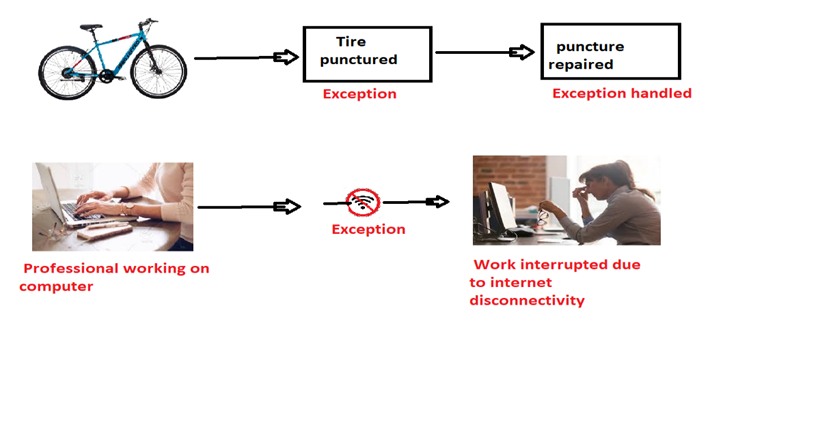 Tire
punctured
puncture
repaired
Exception
Exception handled
Exception
Professional working on
computer
Work interrupted due
to internet
disconnectivity